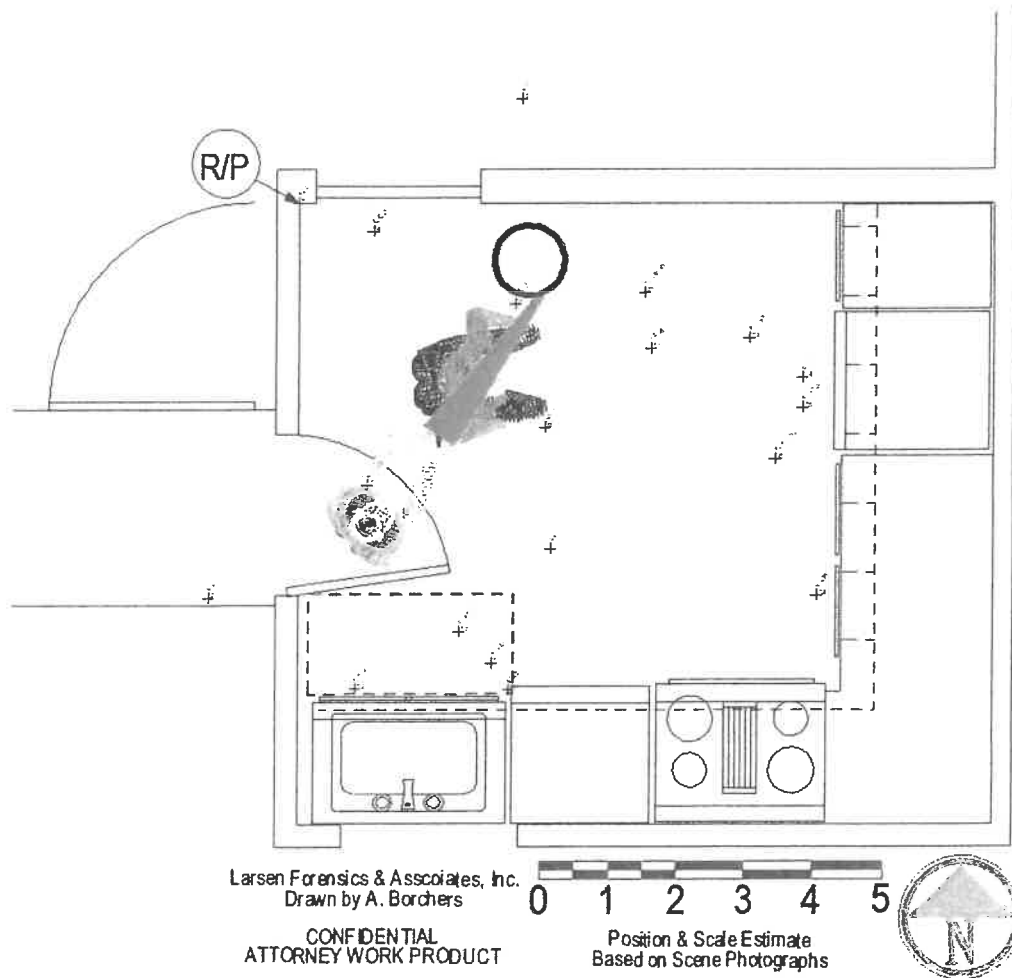 R/P
Larsen Forensics & Asscoiates, Inc.
Drawn by A. Borchers
CONFIDENTIAL
ATTORNEY WORK PRODUCT
0 1 2 3 4 5
Position & Scale Estimate
Based on Scene Photographs
N